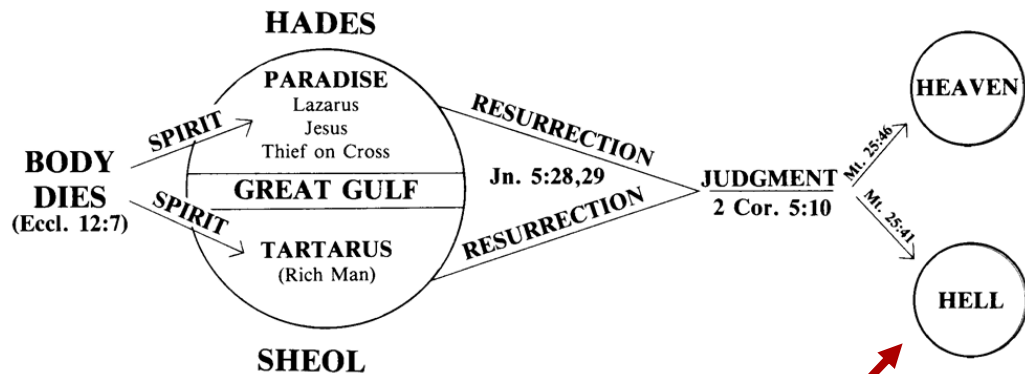 HADES
PARADISE
Lazarus
Jesus
Thief on Cross
SPIRIT
BODY
DIES
(Eccl. 12:7)
GREAT GULF
SPIRIT
TARTARUS
(Rich Man)
SHEOL
RESURRECTION
Jn. 5:28,29
RESURRECTION
JUDGMENT
2 Cor. 5:10
Mt. 25:46
Mt. 25:41
HEAVEN
HELL